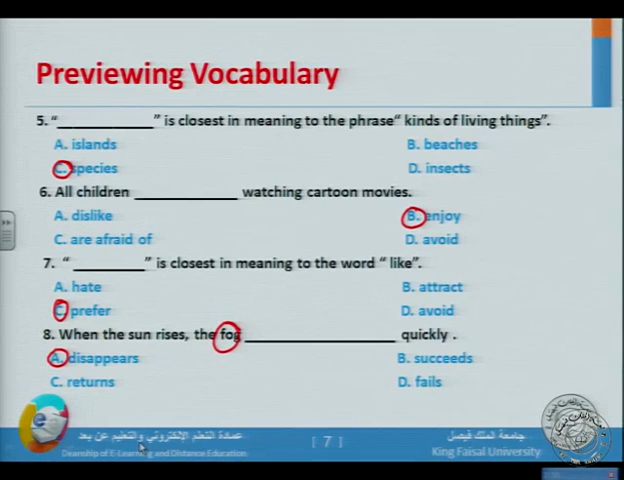 Previewing Vocabulary
5. “____________” is closest in meaning to the phrase“ kinds of living things”.
A. islands B. beaches
C. species D. insects
6. All children ____________ watching cartoon movies.
A. dislike B. enjoy
C. are afraid of D. avoid
7. “ _________” is closest in meaning to the word “ like”.
A. hate B. attract
C. prefer D. avoid
8. When the sun rises, the fog __________________ quickly .
A. disappears B. succeeds
C. returns D. fails
عمادة التعلم الإلكتروني والتعليم عن بعد [ 7 ] جامعة الملك فيصل
Deanship of E-Learning and Distance Education King Faisal University